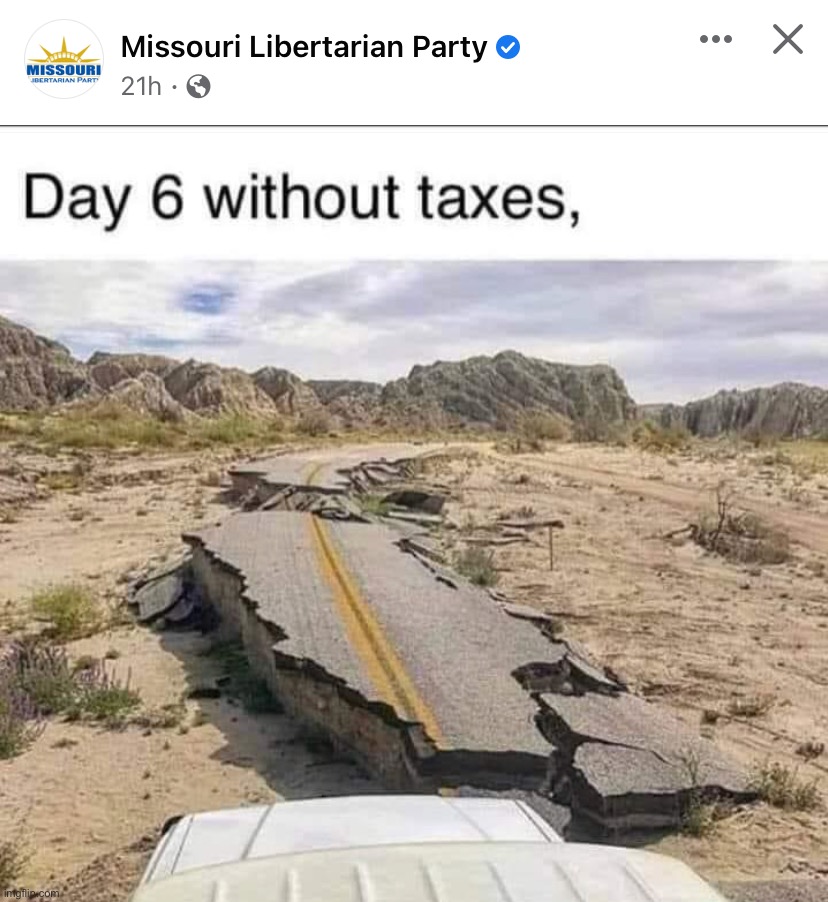 Missouri Libertarian Party
MISSOURI
LIBERTARIAN PARTY
21h ·
Day 6 without taxes,
imgflip.com